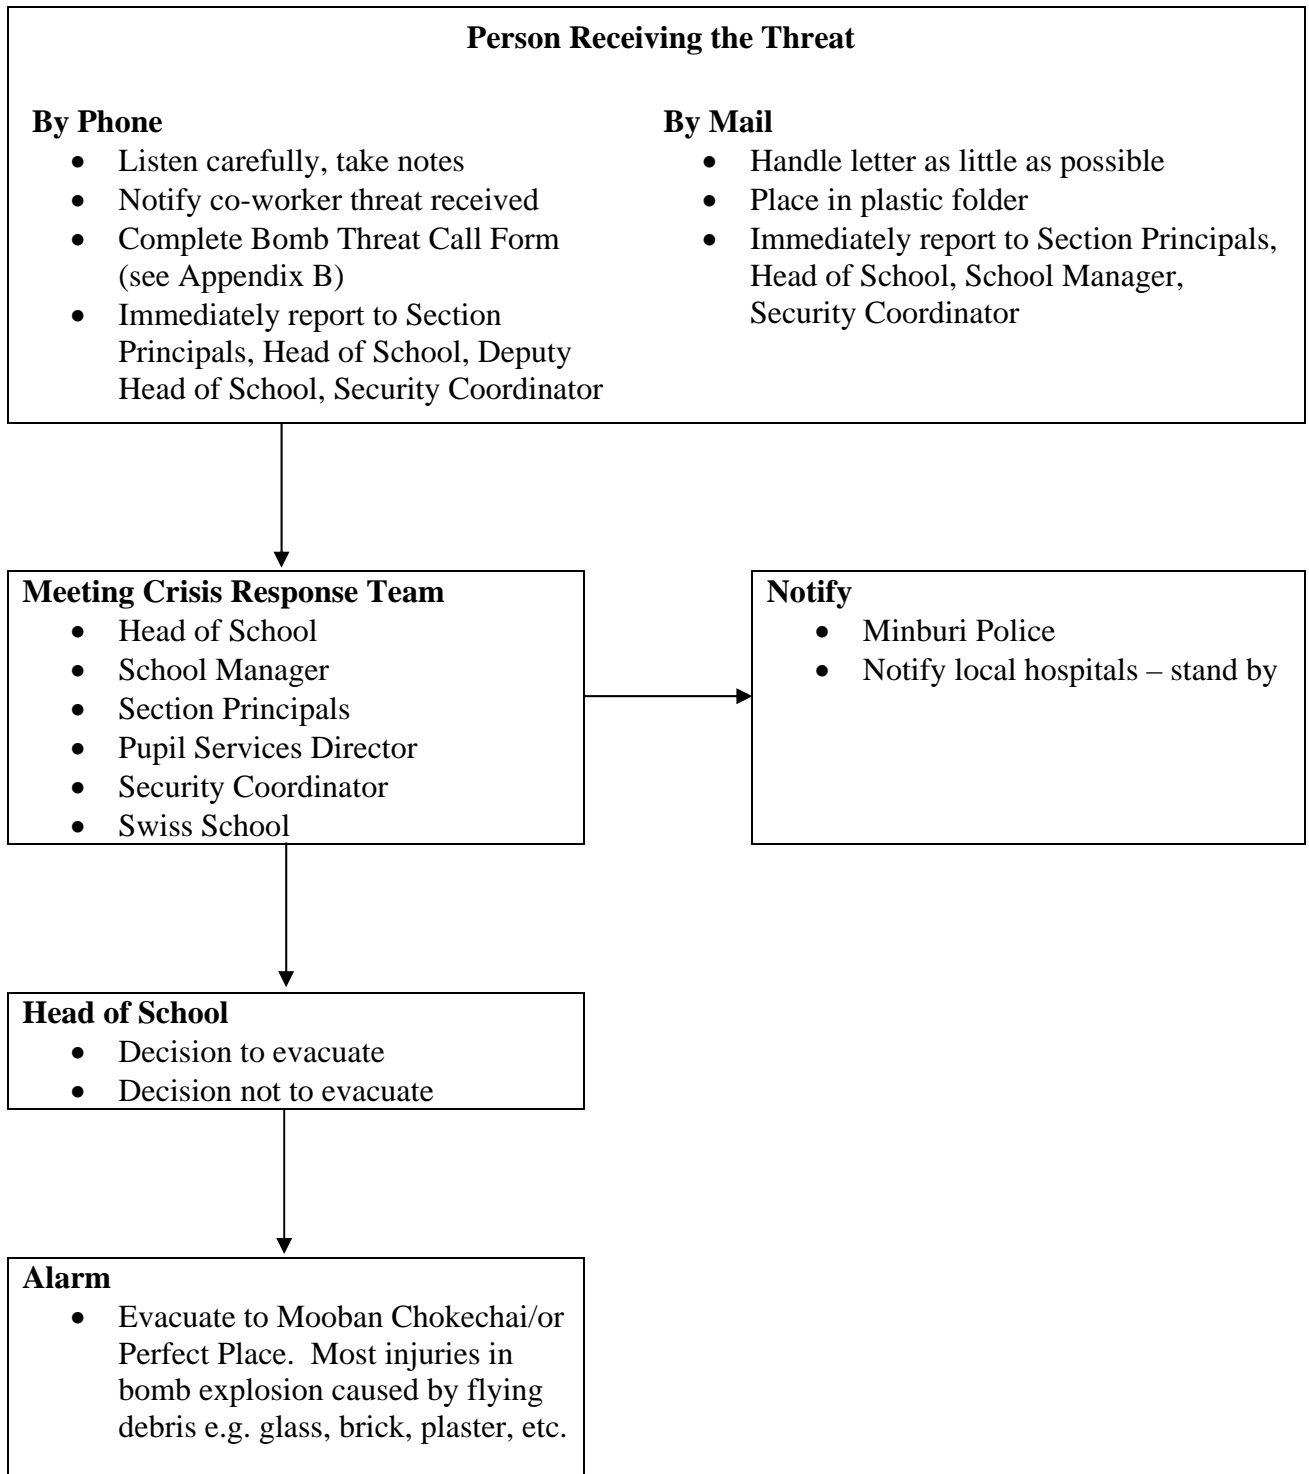 Person Receiving the Threat
By Phone
• Listen carefully, take notes
• Notify co-worker threat received
• Complete Bomb Threat Call Form
(see Appendix B)
• Immediately report to Section
Principals, Head of School, Deputy
Head of School, Security Coordinator
By Mail
• Handle letter as little as possible
• Place in plastic folder
• Immediately report to Section Principals,
Head of School, School Manager,
Security Coordinator
Meeting Crisis Response Team
• Head of School
• School Manager
• Section Principals
• Pupil Services Director
• Security Coordinator
• Swiss School
Notify
• Minburi Police
• Notify local hospitals – stand by
Head of School
• Decision to evacuate
• Decision not to evacuate
Alarm
• Evacuate to Mooban Chokechai/or
Perfect Place.  Most injuries in
bomb explosion caused by flying
debris e.g. glass, brick, plaster, etc.